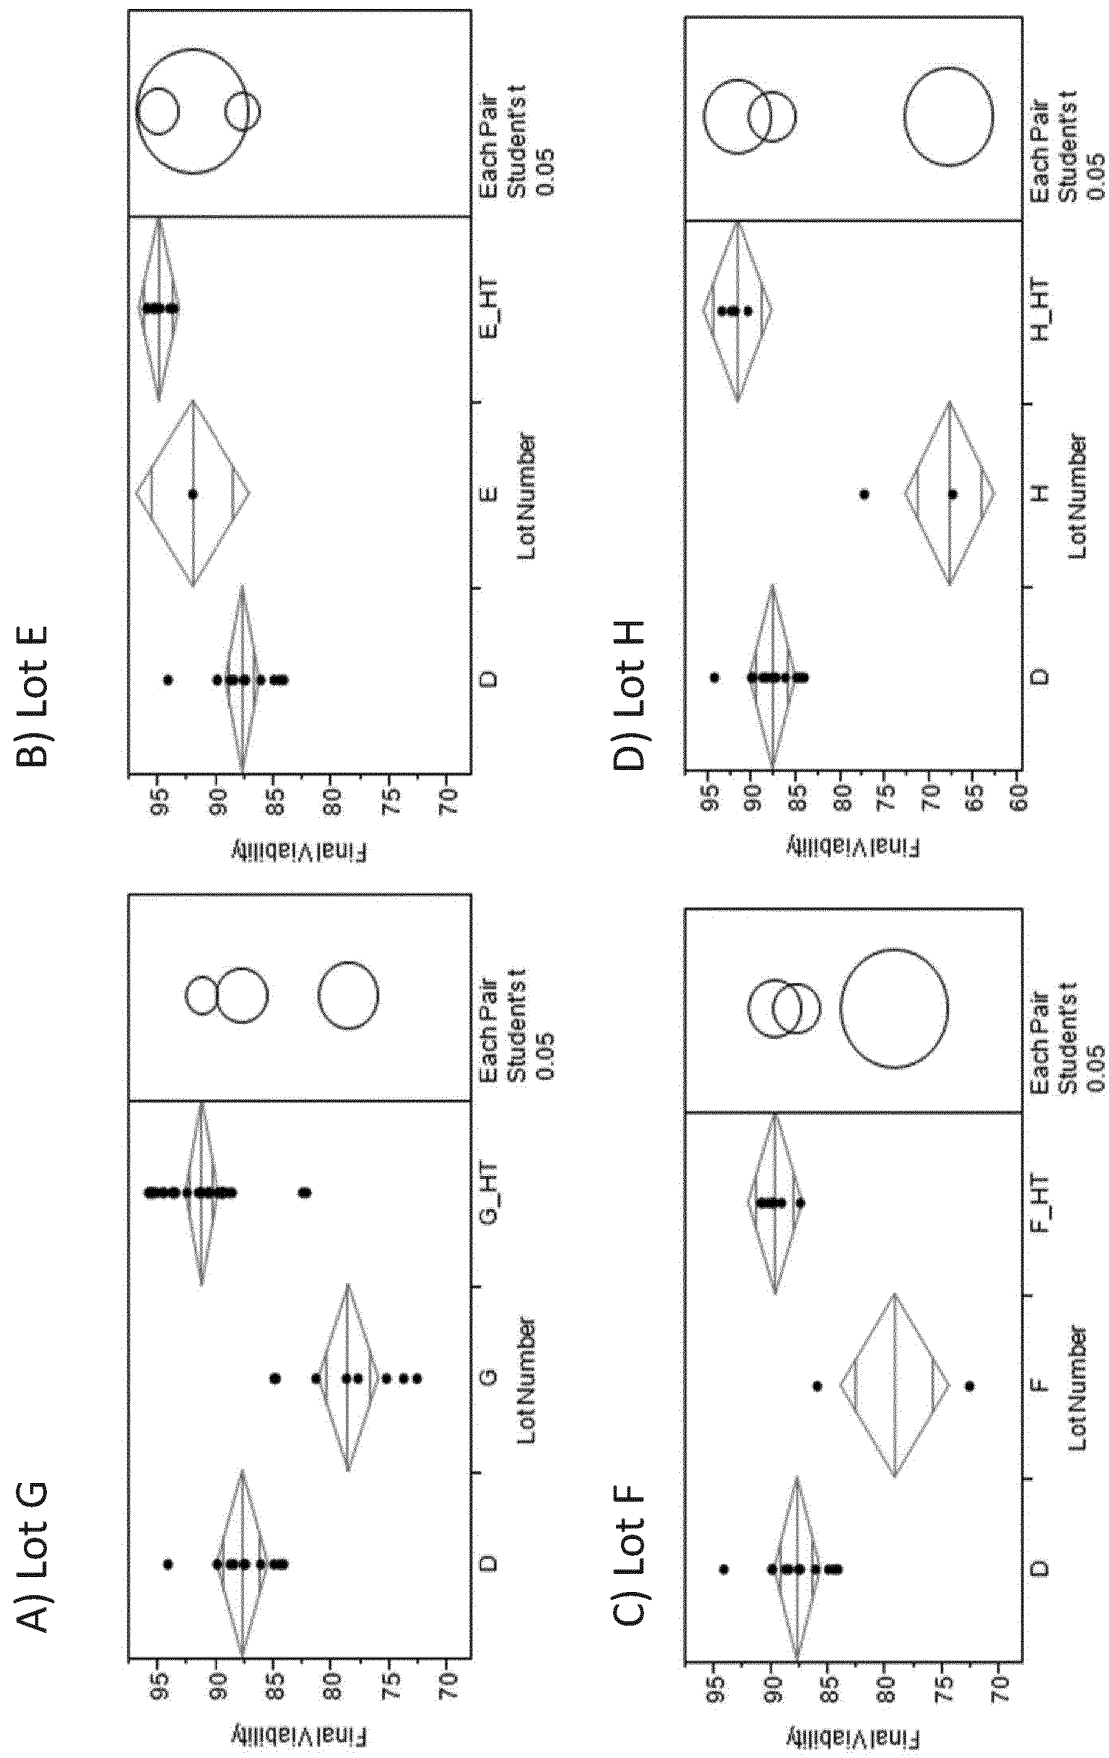 A) Lot G
Final Viability
95
90
85
80
75
70
D
G
G_HT
Lot Number
Each Pair
Student's t
0.05
B) Lot E
Final Viability
95
90
85
80
75
70
D
E
E_HT
Lot Number
Each Pair
Student's t
0.05
C) Lot F
Final Viability
95
90
85
80
75
70
D
F
F_HT
Lot Number
Each Pair
Student's t
0.05
D) Lot H
Final Viability
95
90
85
80
75
70
65
60
D
H
H_HT
Lot Number
Each Pair
Student's t
0.05